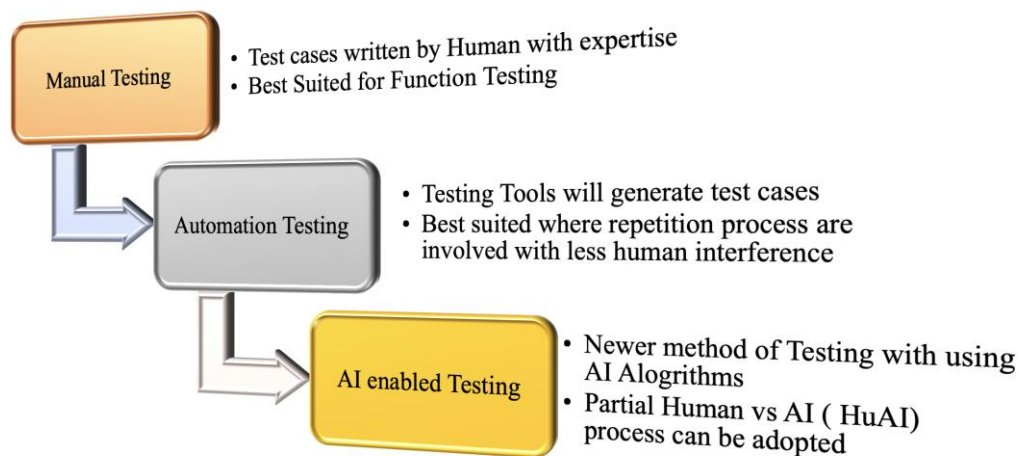 Manual Testing
• Test cases written by Human with expertise
• Best Suited for Function Testing
Automation Testing
• Testing Tools will generate test cases
• Best suited where repetition process are
involved with less human interference
AI enabled Testing
• Newer method of Testing with using
AI Alogrithms
• Partial Human vs AI ( HuAI)
process can be adopted